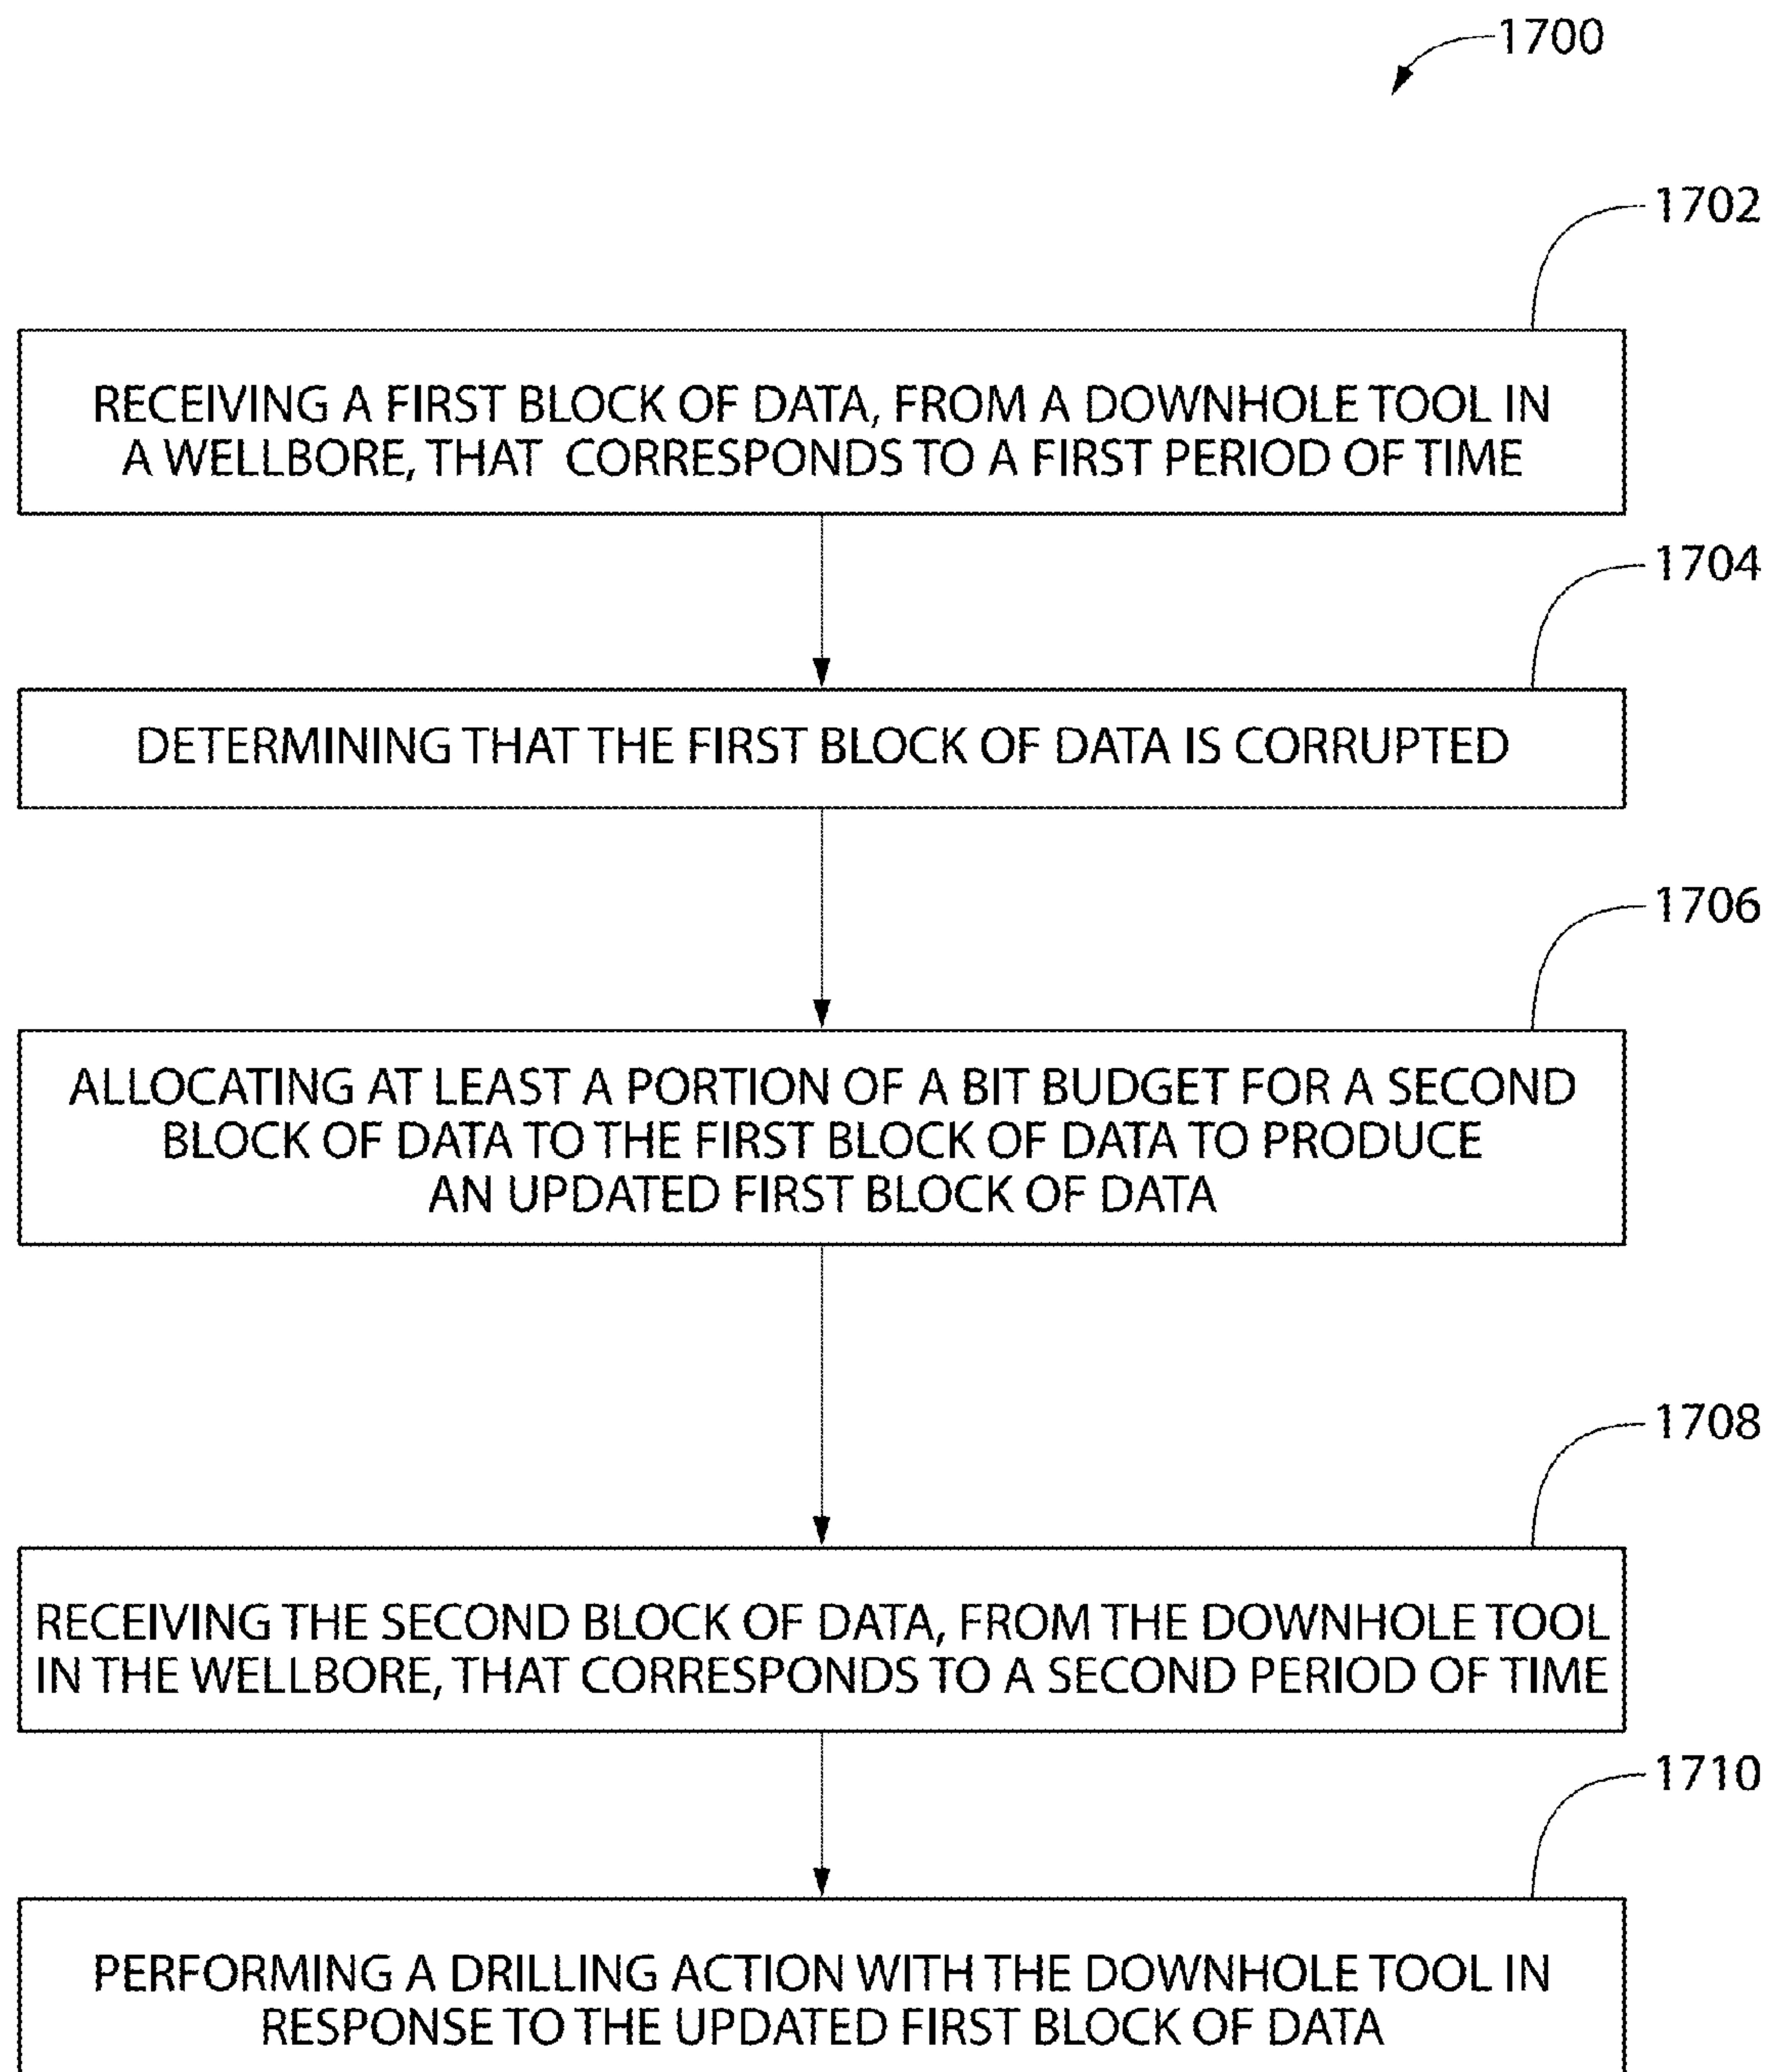 1700
1702
RECEIVING A FIRST BLOCK OF DATA, FROM A DOWNHOLE TOOL IN
A WELLBORE, THAT CORRESPONDS TO A FIRST PERIOD OF TIME
1704
DETERMINING THAT THE FIRST BLOCK OF DATA IS CORRUPTED
1706
ALLOCATING AT LEAST A PORTION OF A BIT BUDGET FOR A SECOND
BLOCK OF DATA TO THE FIRST BLOCK OF DATA TO PRODUCE
AN UPDATED FIRST BLOCK OF DATA
1708
RECEIVING THE SECOND BLOCK OF DATA, FROM THE DOWNHOLE TOOL
IN THE WELLBORE, THAT CORRESPONDS TO A SECOND PERIOD OF TIME
1710
PERFORMING A DRILLING ACTION WITH THE DOWNHOLE TOOL IN
RESPONSE TO THE UPDATED FIRST BLOCK OF DATA